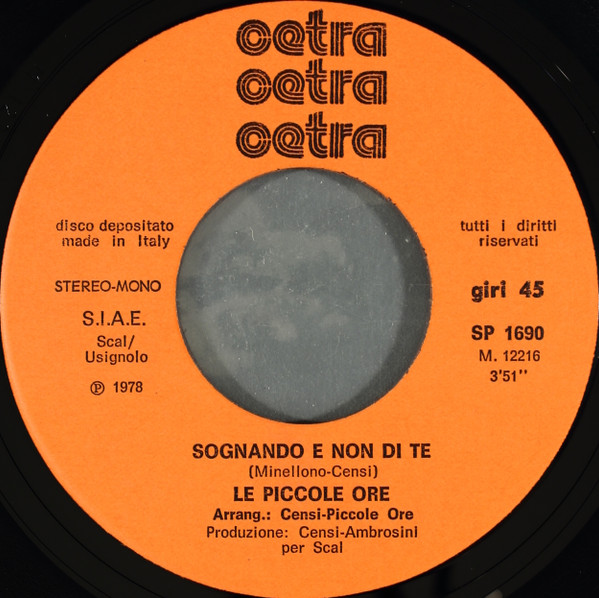 cetra
cetra
cetra
disco depositato
made in Italy
tutti i diritti
riservati
STEREO-MONO
giri 45
S.I.A.E.
Scal/
Usignolo
SP 1690
M. 12216
3'51"
℗ 1978
SOGNANDO E NON DI TE
(Minellono-Censi)
LE PICCOLE ORE
Arrang.: Censi-Piccole Ore
Produzione: Censi-Ambrosini
per Scal